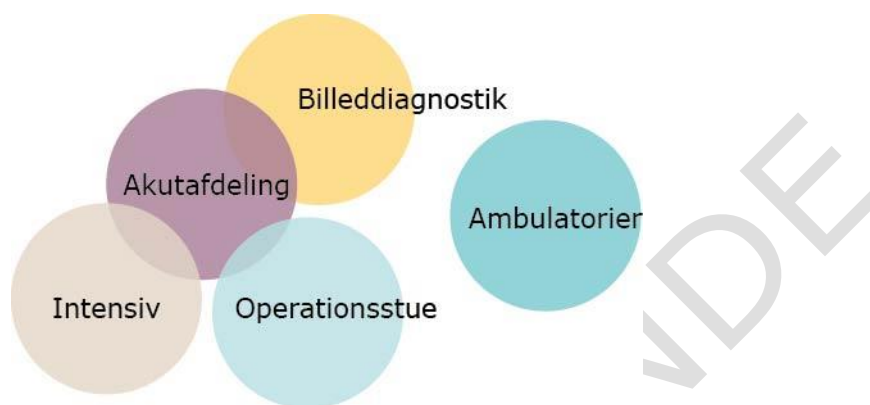 Billeddiagnostik
Akutafdeling
Ambulatorier
Intensiv
Operationsstue